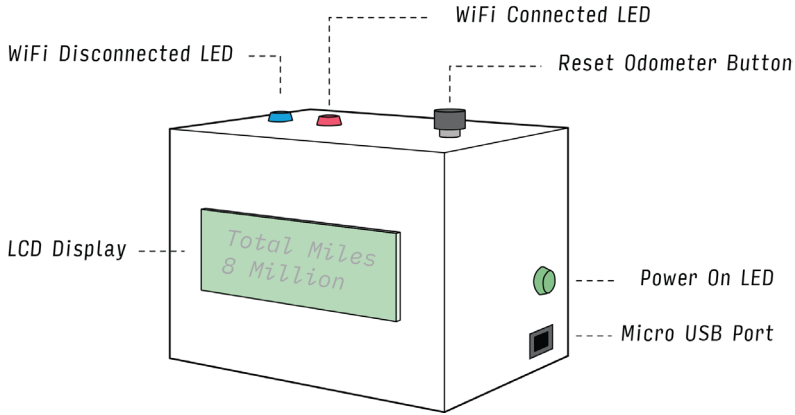 WiFi Connected LED
WiFi Disconnected LED
Reset Odometer Button
Total Miles
8 Million
LCD Display
Power On LED
Micro USB Port